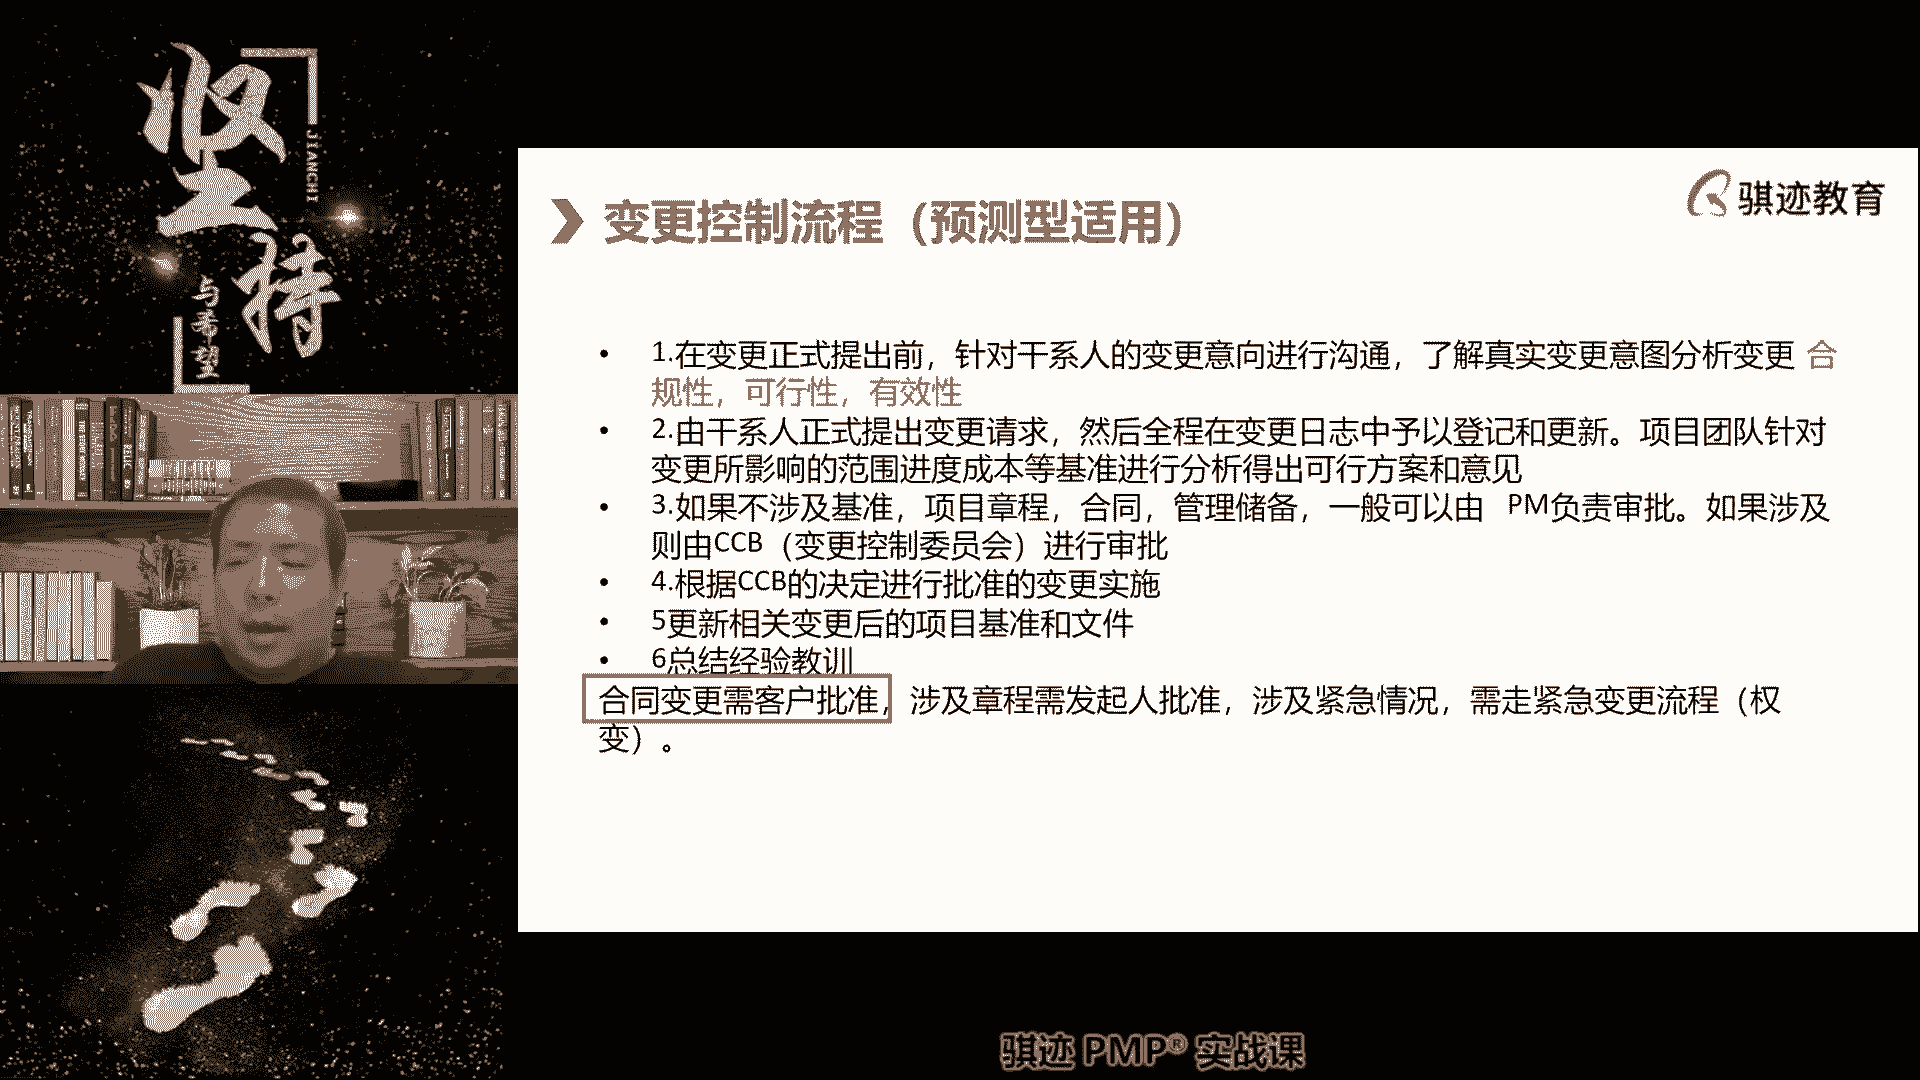 坚
持
JIANCHI
与希望
骐迹教育
变更控制流程（预测型适用）
• 1.在变更正式提出前，针对干系人的变更意向进行沟通，了解真实变更意图分析变更 合
规性，可行性，有效性
• 2.由干系人正式提出变更请求，然后全程在变更日志中予以登记和更新。项目团队针对
变更所影响的范围进度成本等基准进行分析得出可行方案和意见
• 3.如果不涉及基准，项目章程，合同，管理储备，一般可以由 PM负责审批。如果涉及
则由CCB（变更控制委员会）进行审批
• 4.根据CCB的决定进行批准的变更实施
• 5更新相关变更后的项目基准和文件
• 6总结经验教训
合同变更需客户批准，涉及章程需发起人批准，涉及紧急情况，需走紧急变更流程（权
变）。
骐迹 PMP® 实战课